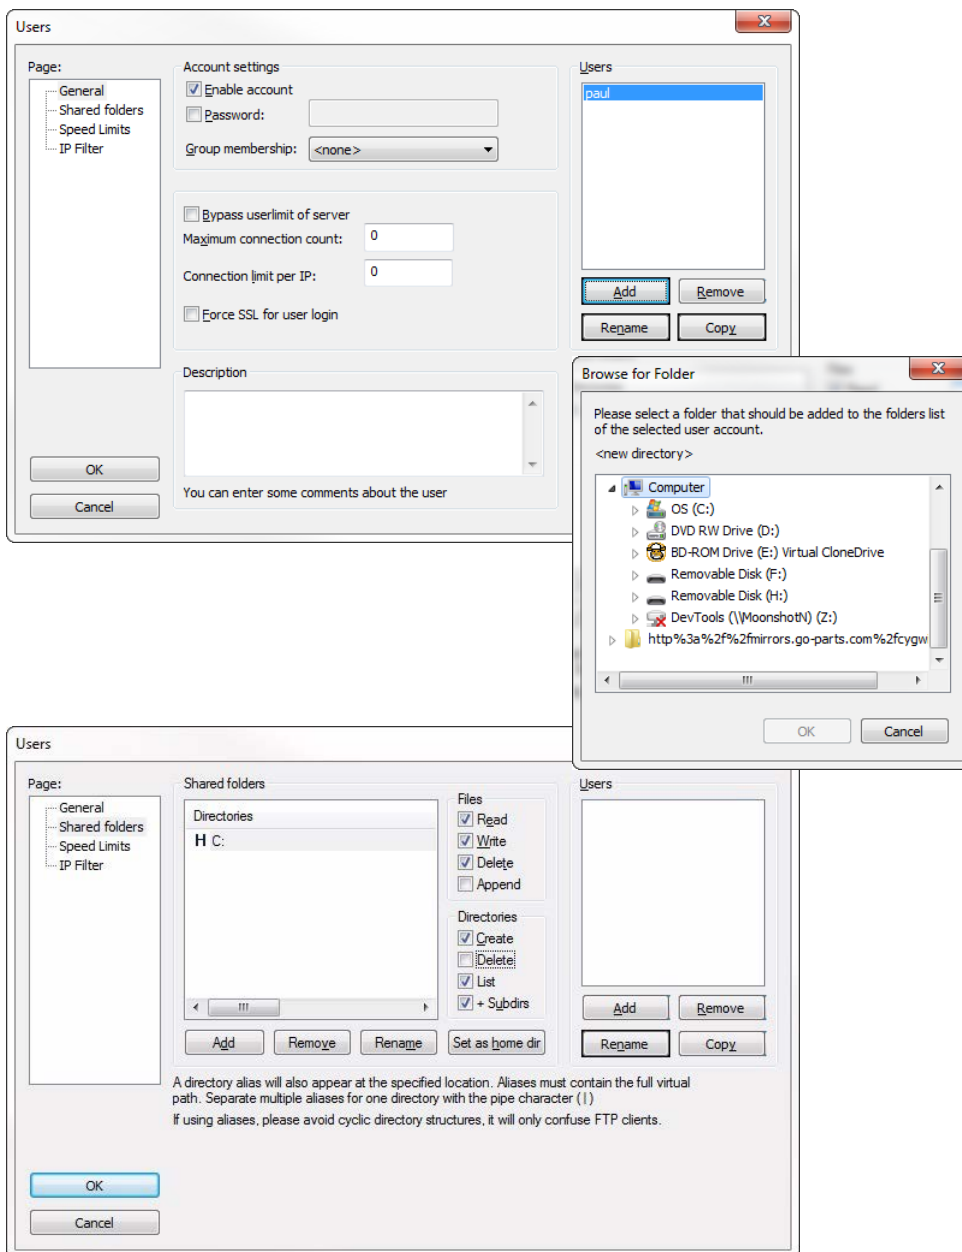 Users
Page:
General
Shared folders
Speed Limits
IP Filter
OK
Cancel
Account settings
Enable account
Password:
Group membership: <none>
Bypass userlimit of server
Maximum connection count: 0
Connection limit per IP: 0
Force SSL for user login
Description
You can enter some comments about the user
Users
paul
Add Remove
Rename Copy
Browse for Folder
Please select a folder that should be added to the folders list
of the selected user account.
<new directory>
Computer
OS (C:)
DVD RW Drive (D:)
BD-ROM Drive (E:) Virtual CloneDrive
Removable Disk (F:)
Removable Disk (H:)
DevTools (\\MoonshotN) (Z:)
http%3a%2f%2fmirrors.go-parts.com%2fcygw
OK Cancel
Users
Page:
General
Shared folders
Speed Limits
IP Filter
OK
Cancel
Shared folders
Directories
H C:
Files
Read
Write
Delete
Append
Directories
Create
Delete
List
+ Subdirs
Add Remove Rename Set as home dir
Users
Add Remove
Rename Copy
A directory alias will also appear at the specified location. Aliases must contain the full virtual
path. Separate multiple aliases for one directory with the pipe character (|)
If using aliases, please avoid cyclic directory structures, it will only confuse FTP clients.